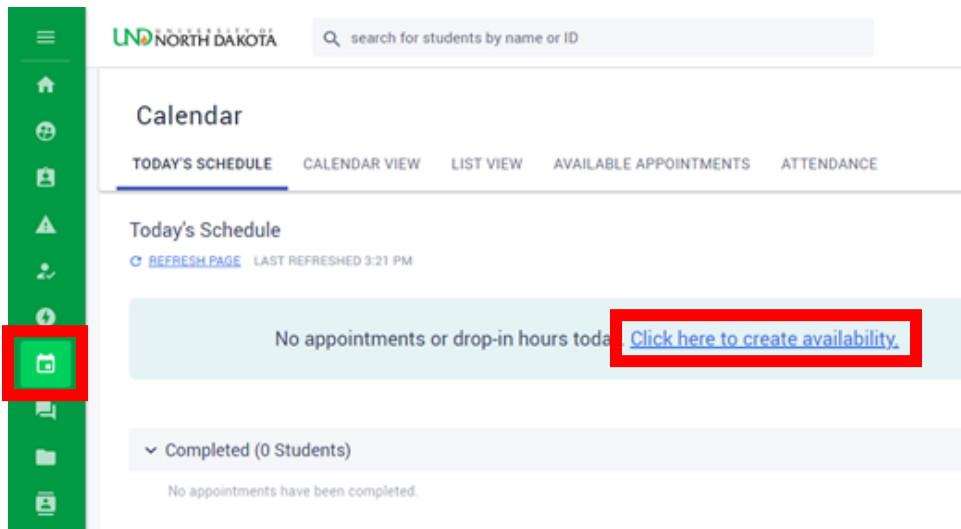 UND UNIVERSITY OF
NORTH DAKOTA
search for students by name or ID
Calendar
TODAY'S SCHEDULE CALENDAR VIEW LIST VIEW AVAILABLE APPOINTMENTS ATTENDANCE
Today's Schedule
REFRESH PAGE LAST REFRESHED 3:21 PM
No appointments or drop-in hours today. Click here to create availability.
Completed (0 Students)
No appointments have been completed.